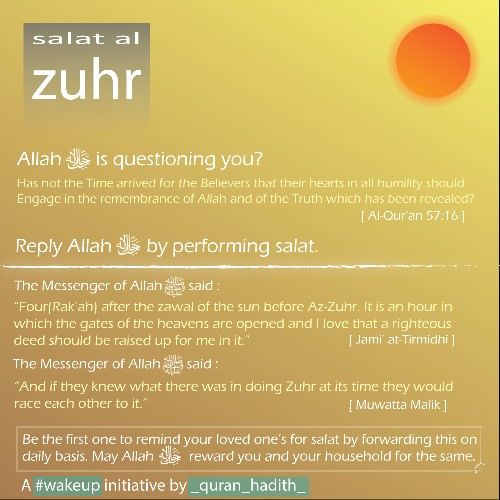 salat al
zuhr
Allah ﷻ is questioning you?
Has not the Time arrived for the Believers that their hearts in all humility should
Engage in the remembrance of Allah and of the Truth which has been revealed?
[ Al-Qur'an 57:16 ]
Reply Allah ﷻ by performing salat.
The Messenger of Allah ﷺ said :
"Four(Rak'ah) after the zawal of the sun before Az-Zuhr. It is an hour in
which the gates of the heavens are opened and I love that a righteous
deed should be raised up for me in it." [ Jami' at-Tirmidhi ]
The Messenger of Allah ﷺ said :
"And if they knew what there was in doing Zuhr at its time they would
race each other to it." [ Muwatta Malik ]
Be the first to remind your loved one's for salat by forwarding this on
daily basis. May Allah ﷻ reward you and your household for the same.
A #wakeup initiative by _quran_hadith_